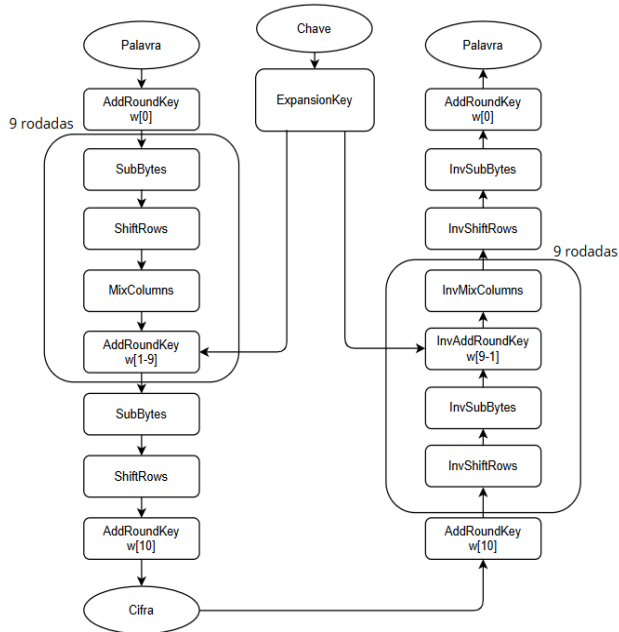 Palavra
AddRoundKey
w[0]
9 rodadas
SubBytes
ShiftRows
MixColumns
AddRoundKey
w[1-9]
SubBytes
ShiftRows
AddRoundKey
w[10]
Cifra
Chave
ExpansionKey
Palavra
AddRoundKey
w[0]
InvSubBytes
InvShiftRows
9 rodadas
InvMixColumns
InvAddRoundKey
w[9-1]
InvSubBytes
InvShiftRows
AddRoundKey
w[10]